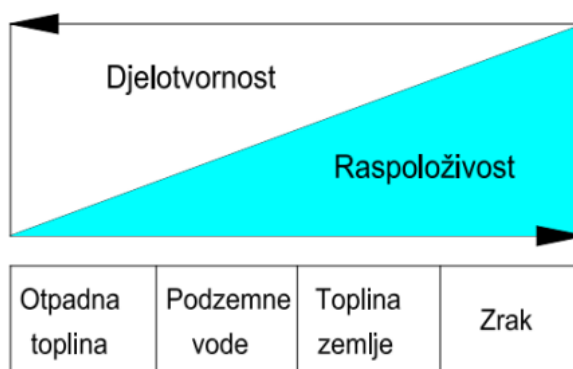 Djelotvornost
Raspoloživost
Otpadna
toplina
Podzemne
vode
Toplina
zemlje
Zrak